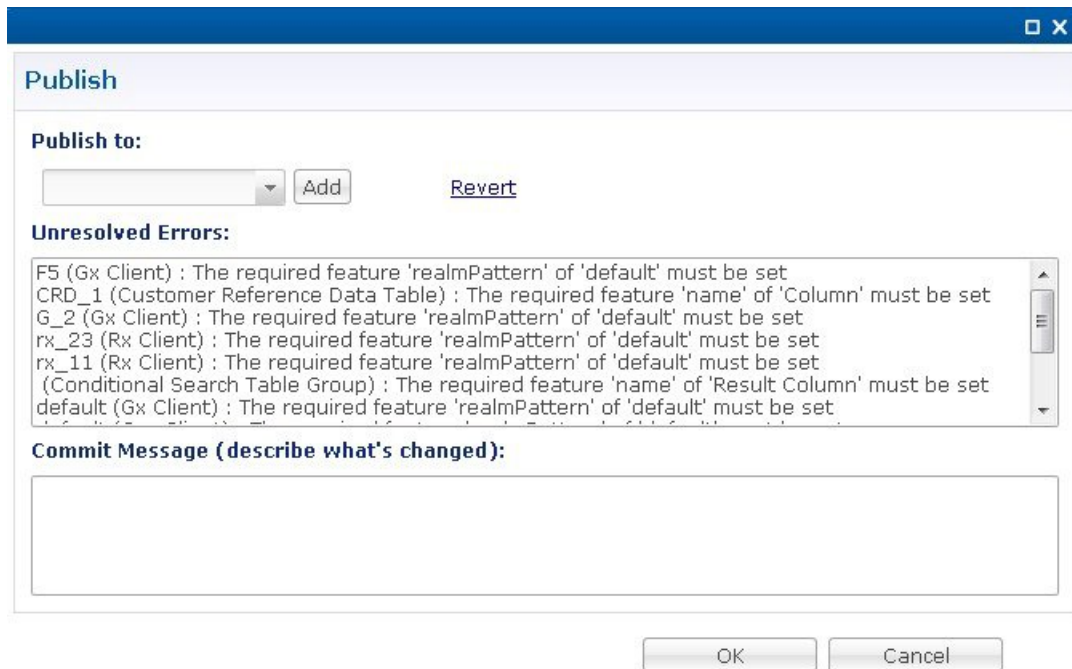 Publish
Publish to:
Add
Revert
Unresolved Errors:
F5 (Gx Client) : The required feature 'realmPattern' of 'default' must be set
CRD_1 (Customer Reference Data Table) : The required feature 'name' of 'Column' must be set
G_2 (Gx Client) : The required feature 'realmPattern' of 'default' must be set
rx_23 (Rx Client) : The required feature 'realmPattern' of 'default' must be set
rx_11 (Rx Client) : The required feature 'realmPattern' of 'default' must be set
(Conditional Search Table Group) : The required feature 'name' of 'Result Column' must be set
default (Gx Client) : The required feature 'realmPattern' of 'default' must be set
Commit Message (describe what's changed):
OK
Cancel